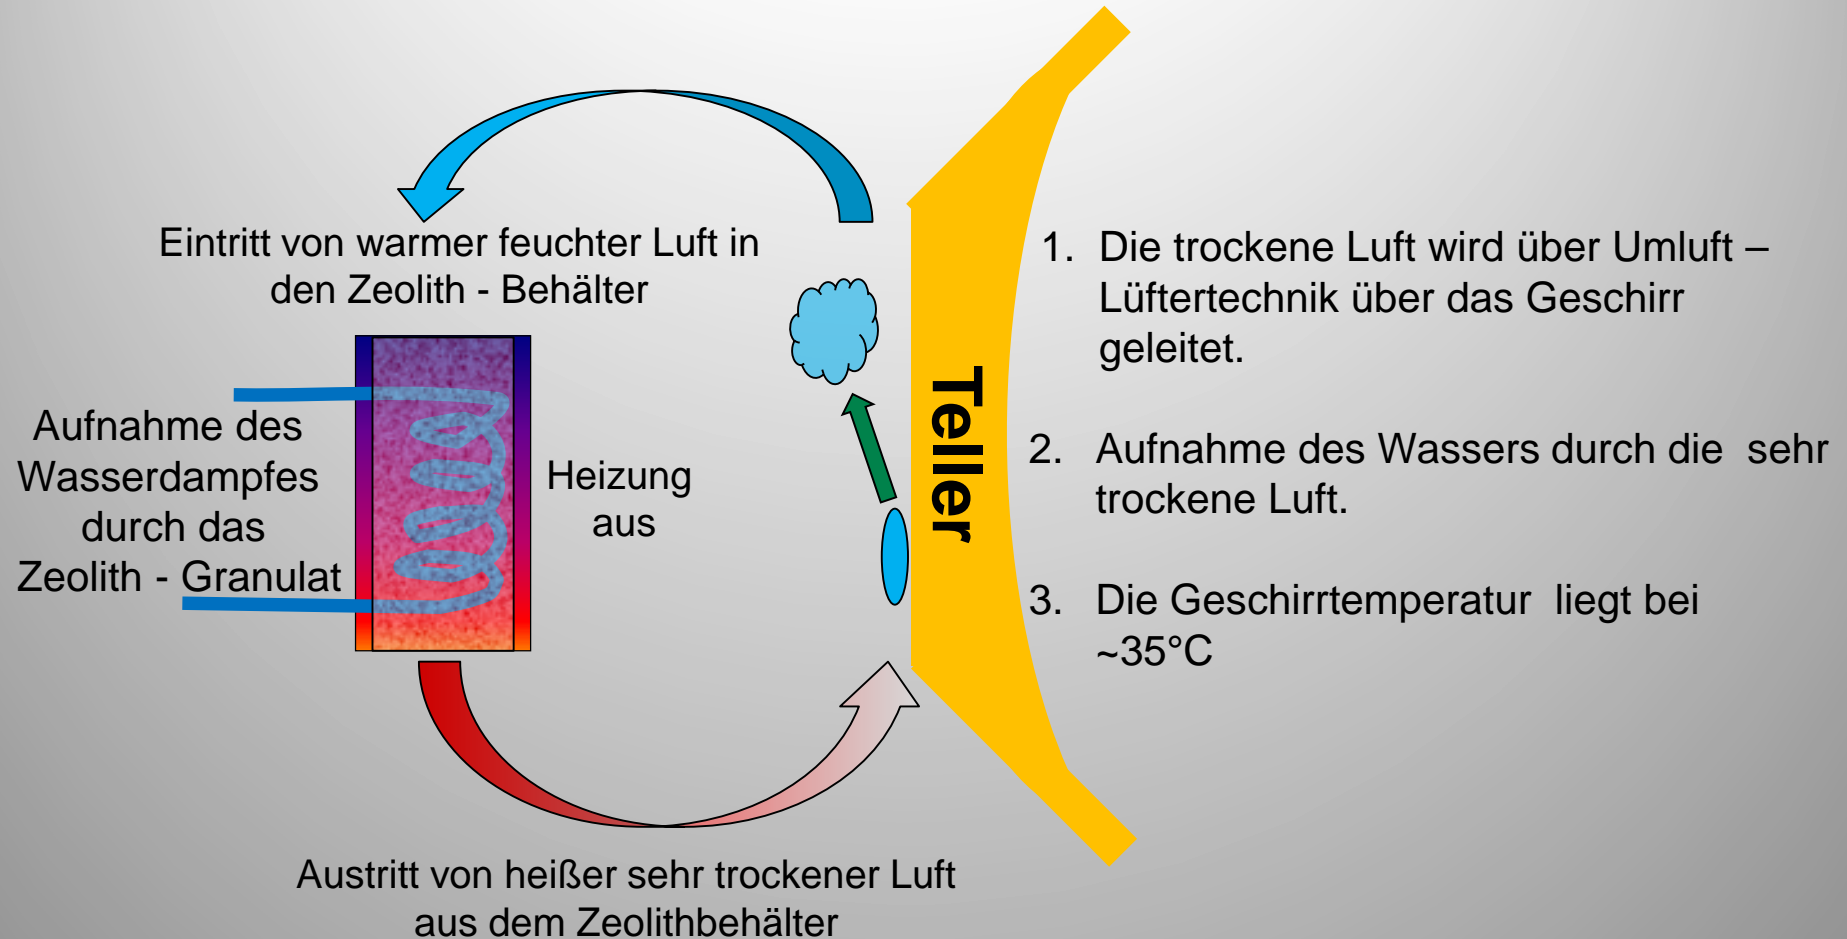 Eintritt von warmer feuchter Luft in
den Zeolith - Behälter
Aufnahme des
Wasserdampfes
durch das
Zeolith - Granulat
Heizung
aus
Teller
1. Die trockene Luft wird über Umluft –
Lüftertechnik über das Geschirr
geleitet.
2. Aufnahme des Wassers durch die sehr
trockene Luft.
3. Die Geschirrtemperatur liegt bei
~35°C
Austritt von heißer sehr trockener Luft
aus dem Zeolithbehälter